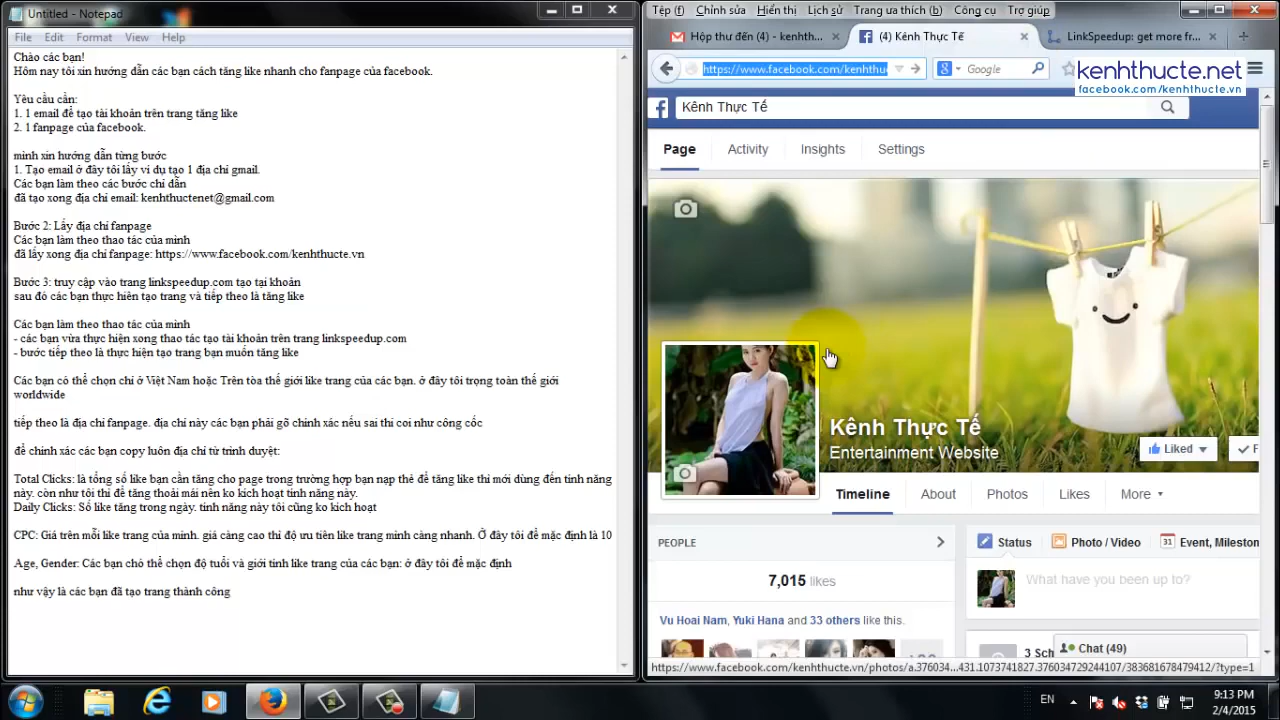 Untitled - Notepad
File Edit Format View Help
Chào các bạn!
Hôm nay tôi xin hướng dẫn các bạn cách tăng like nhanh cho fanpage của facebook.
Yêu cầu cần:
1. 1 email để tạo tài khoản trên trang tăng like
2. 1 fanpage của facebook.
mình xin hướng dẫn từng bước
1. Tạo email ở đây tôi lấy ví dụ tạo 1 địa chỉ gmail.
Các bạn làm theo các bước chỉ dẫn
đã tạo xong địa chỉ email: kenhthuctenet@gmail.com
Bước 2: Lấy địa chỉ fanpage
Các bạn làm theo thao tác của mình
đã lấy xong địa chỉ fanpage: https://www.facebook.com/kenhthucte.vn
Bước 3: truy cập vào trang linkspeedup.com tạo tại khoản
sau đó các bạn thực hiên tạo trang và tiếp theo là tăng like
Các bạn làm theo thao tác của mình
- các bạn vừa thực hiện xong thao tác tạo tài khoản trên trang linkspeedup.com
- bước tiếp theo là thực hiện tạo trang bạn muốn tăng like
Các bạn có thể chọn chỉ ở Việt Nam hoặc Trên tòa thế giới like trang của các bạn. ở đây tôi trọng toàn thế giới
worldwide
tiếp theo là địa chỉ fanpage. địa chỉ này các bạn phải gõ chính xác nếu sai thì coi như công cốc
để chính xác các bạn copy luôn địa chỉ từ trình duyệt:
Total Clicks: là tổng số like bạn cần tăng cho page trong trường hợp bạn nạp thẻ để tăng like thì mới dùng đến tính năng
này. còn như tôi thì để tăng thoải mái nên ko kích hoạt tính năng này.
Daily Clicks: Số like tăng trong ngày. tính năng này tôi cũng ko kích hoạt
CPC: Giá trên mỗi like trang của mình. giá càng cao thì độ ưu tiên like trang mình càng nhanh. Ở đây tôi để mặc định là 10
Age, Gender: Các bạn chỏ thể chọn độ tuổi và giới tính like trang của các bạn: ở đây tôi để mặc định
như vậy là các bạn đã tạo trang thành công
Tệp (f) Chỉnh sửa Hiển thị Lịch sử Trang ưa thích (b) Công cụ Trợ giúp
Hộp thư đến (4) - kenhth... (4) Kênh Thực Tế LinkSpeedup: get more fr...
https://www.facebook.com/kenhthu Google
kenhthucte.net
facebook.com/kenhthucte.vn
Kênh Thực Tế
Page Activity Insights Settings
Kênh Thực Tế
Entertainment Website
Liked
Timeline About Photos Likes More
PEOPLE
7,015 likes
Vu Hoai Nam, Yuki Hana and 33 others like this.
Status Photo / Video 31 Event, Mileston
What have you been up to?
3 Sch
Chat (49)
https://www.facebook.com/kenhthucte.vn/photos/a.376034...431.1073741827.376034729244107/383681678479412/?type=1
EN
9:13 PM
2/4/2015